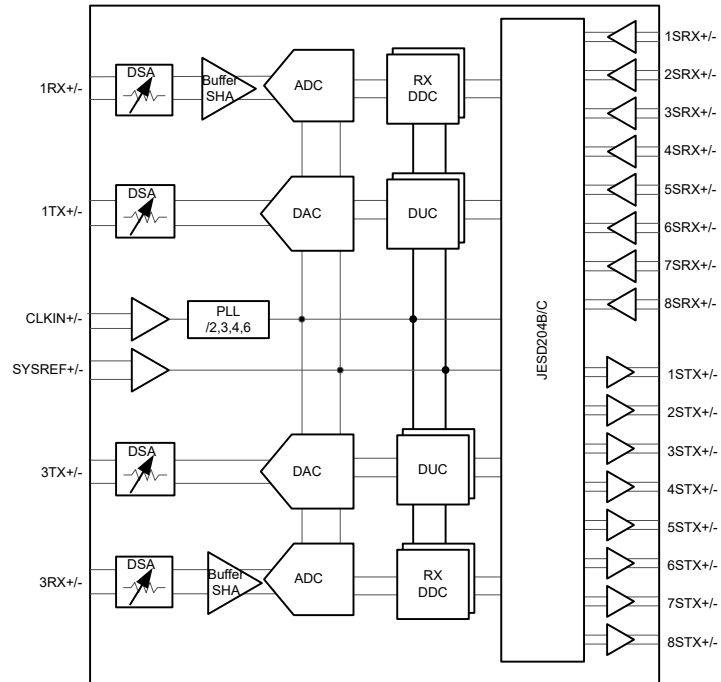 1RX+/-
DSA
Buffer
SHA
ADC
RX
DDC
1TX+/-
DSA
DAC
DUC
CLKIN+/-
PLL
/2,3,4,6
SYSREF+/-
3TX+/-
DSA
DAC
DUC
3RX+/-
DSA
Buffer
SHA
ADC
RX
DDC
JESD204B/C
1SRX+/-
2SRX+/-
3SRX+/-
4SRX+/-
5SRX+/-
6SRX+/-
7SRX+/-
8SRX+/-
1STX+/-
2STX+/-
3STX+/-
4STX+/-
5STX+/-
6STX+/-
7STX+/-
8STX+/-